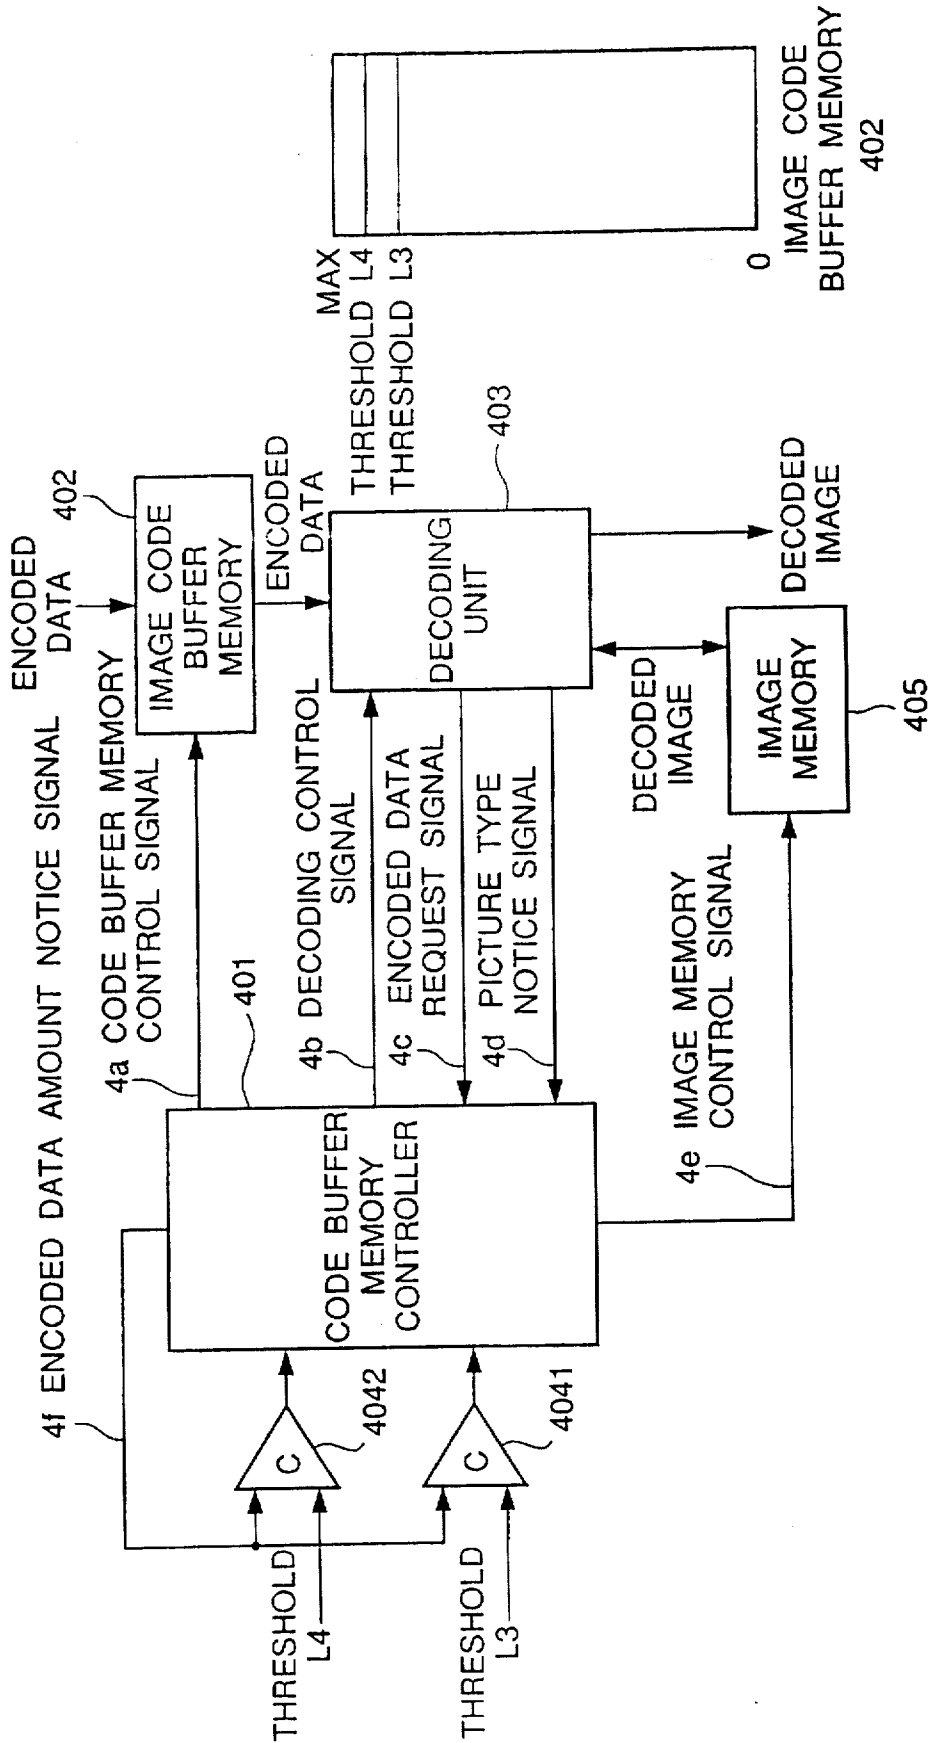 4f ENCODED DATA AMOUNT NOTICE SIGNAL
ENCODED
DATA
4a CODE BUFFER MEMORY
CONTROL SIGNAL
402
IMAGE CODE
BUFFER
MEMORY
ENCODED
DATA
401
CODE BUFFER
MEMORY
CONTROLLER
4b DECODING CONTROL
SIGNAL
4c ENCODED DATA
REQUEST SIGNAL
4d PICTURE TYPE
NOTICE SIGNAL
403
DECODING
UNIT
C
4042
THRESHOLD
L4
C
4041
THRESHOLD
L3
4e IMAGE MEMORY
CONTROL SIGNAL
DECODED
IMAGE
IMAGE
MEMORY
405
DECODED
IMAGE
MAX
THRESHOLD L4
THRESHOLD L3
0
IMAGE CODE
BUFFER MEMORY
402